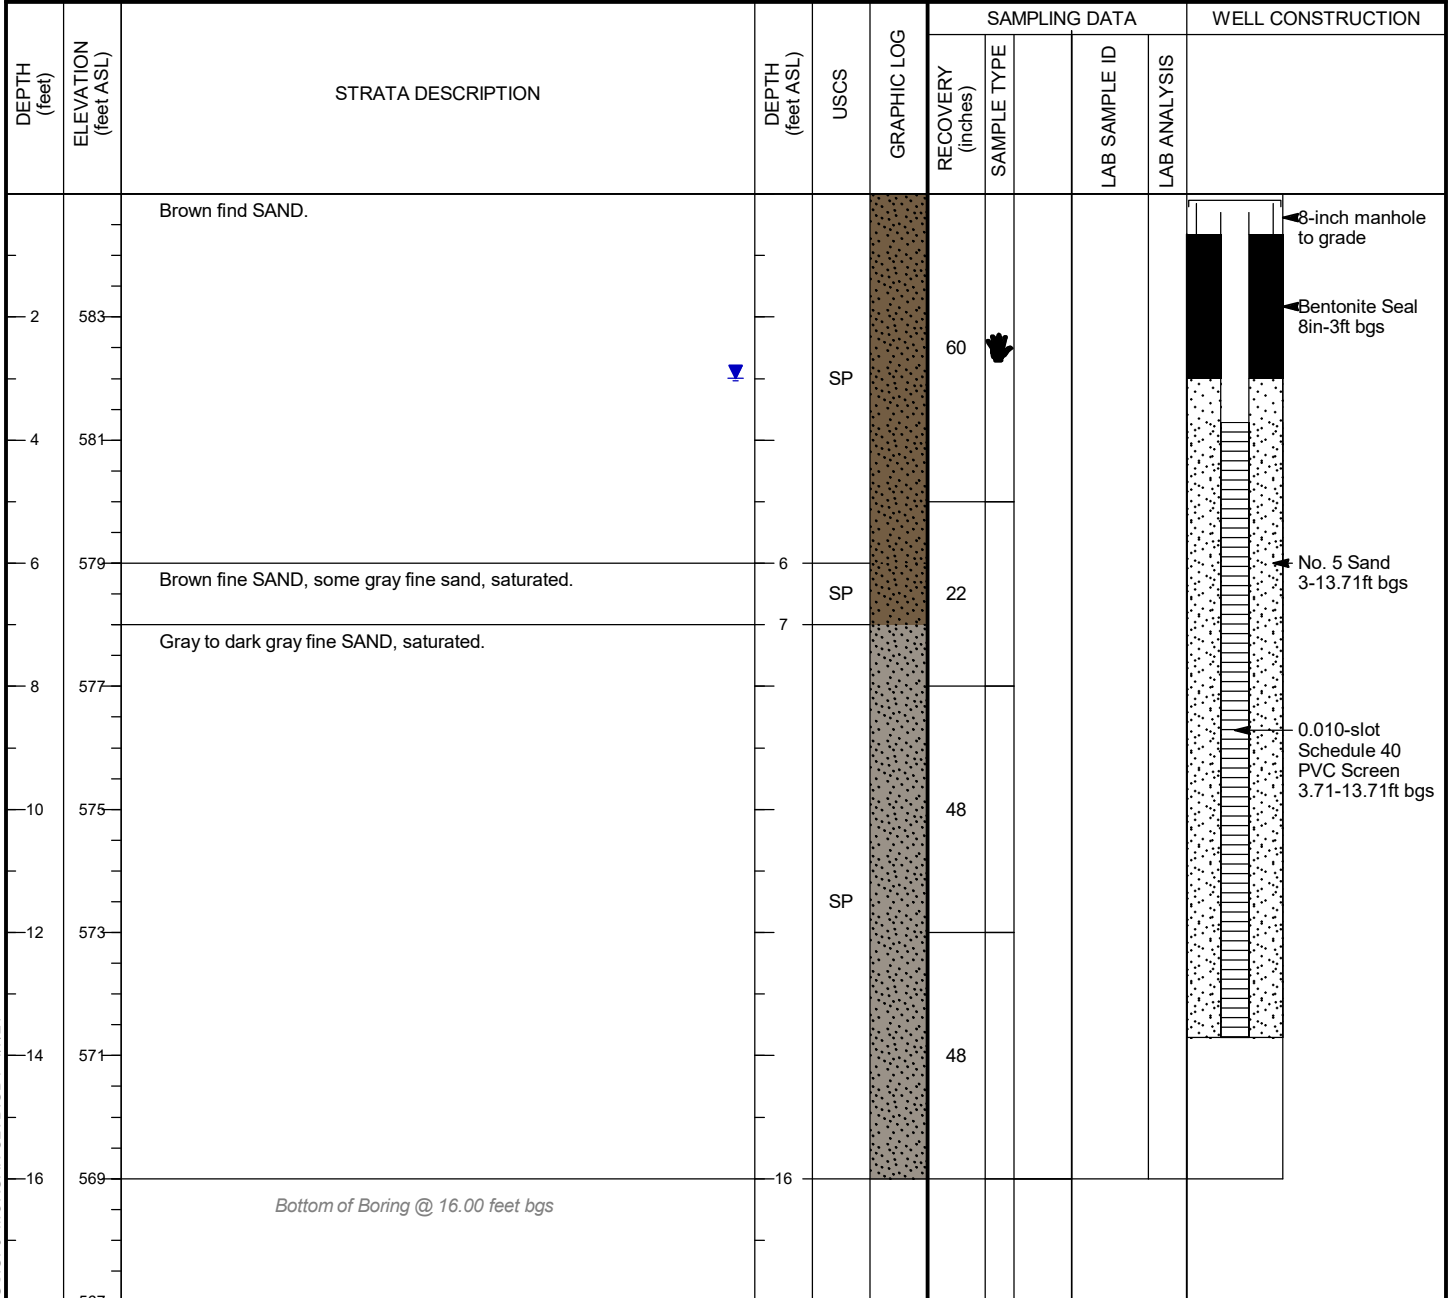 SAMPLING DATA
WELL CONSTRUCTION
DEPTH
(feet)
ELEVATION
(feet ASL)
STRATA DESCRIPTION
DEPTH
(feet ASL)
USCS
GRAPHIC LOG
RECOVERY
(inches)
SAMPLE TYPE
LAB SAMPLE ID
LAB ANALYSIS
Brown find SAND.
8-inch manhole
to grade
2
583
Bentonite Seal
8in-3ft bgs
60
SP
4
581
6
579
6
No. 5 Sand
3-13.71ft bgs
Brown fine SAND, some gray fine sand, saturated.
SP
22
7
Gray to dark gray fine SAND, saturated.
8
577
0.010-slot
Schedule 40
PVC Screen
3.71-13.71ft bgs
10
575
48
SP
12
573
14
571
48
16
569
16
Bottom of Boring @ 16.00 feet bgs